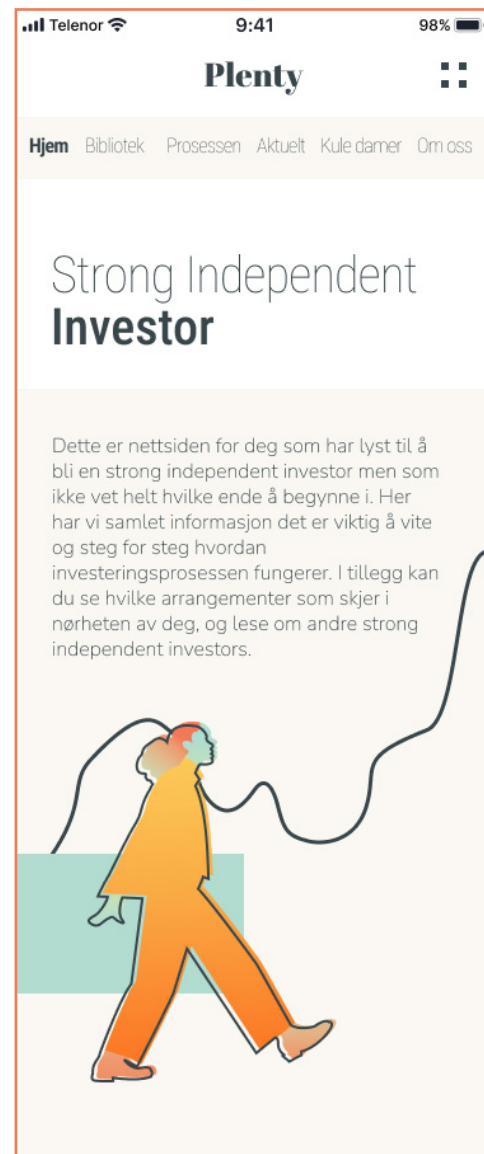 Telenor 9:41 98%
Plenty
Hjem Bibliotek Prosessen Aktuelt Kule damer Om oss
Strong Independent
Investor
Dette er nettsiden for deg som har lyst til å
bli en strong independent investor men som
ikke vet helt hvilke ende å begynne i. Her
har vi samlet informasjon det er viktig å vite
og steg for steg hvordan
investeringsprosessen fungerer. I tillegg kan
du se hvilke arrangementer som skjer i
nørheten av deg, og lese om andre strong
independent investors.